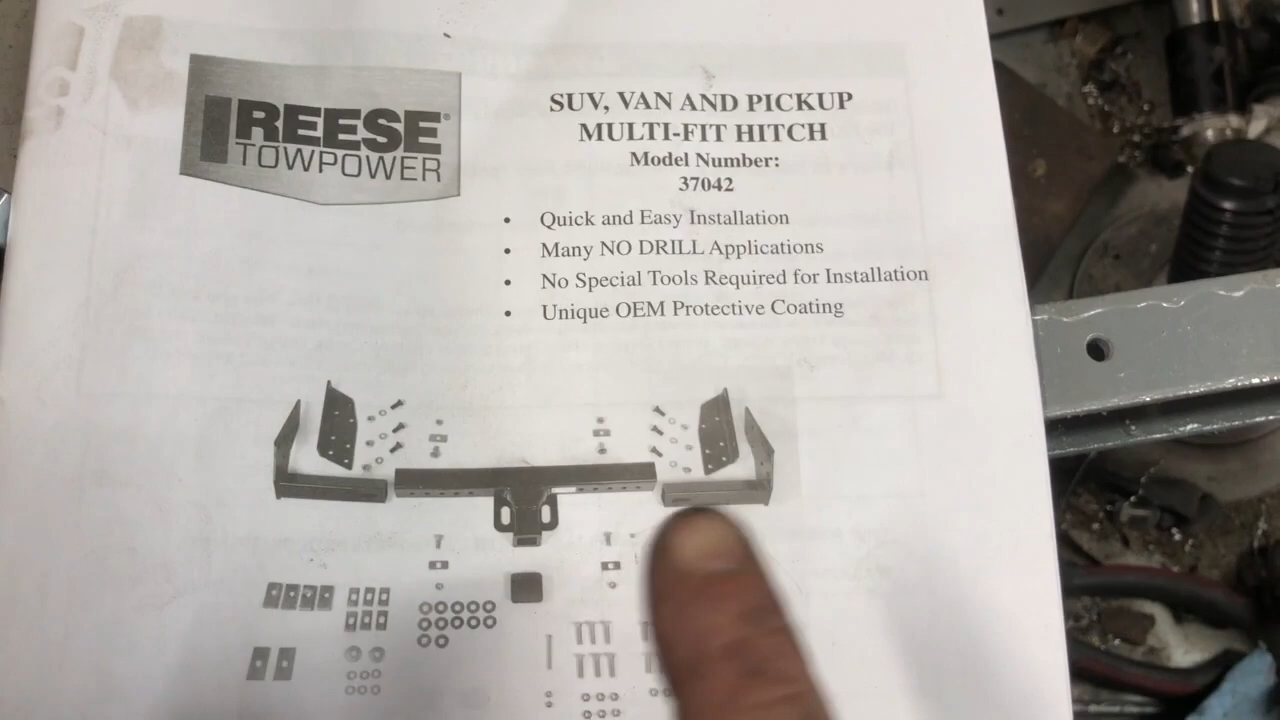 REESE®
TOWPOWER
SUV, VAN AND PICKUP
MULTI-FIT HITCH
Model Number:
37042
• Quick and Easy Installation
• Many NO DRILL Applications
• No Special Tools Required for Installation
• Unique OEM Protective Coating